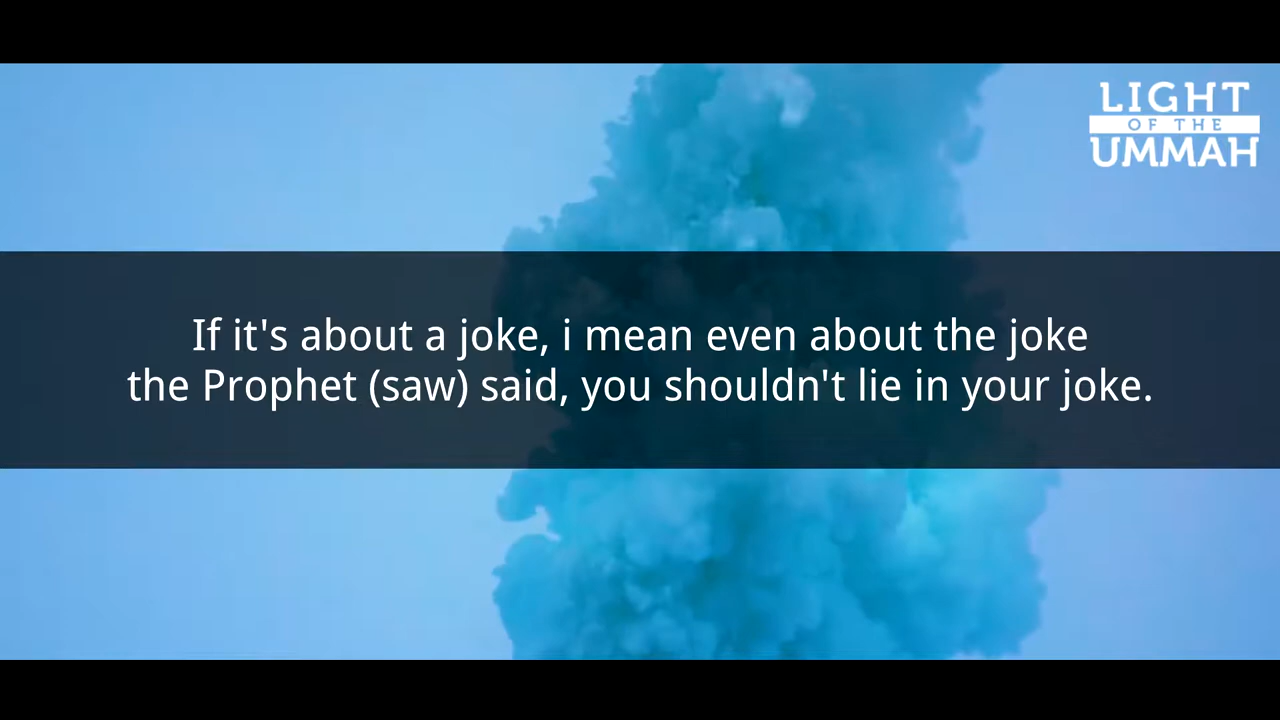 LIGHT
OF THE
UMMAH
If it's about a joke, i mean even about the joke
the Prophet (saw) said, you shouldn't lie in your joke.